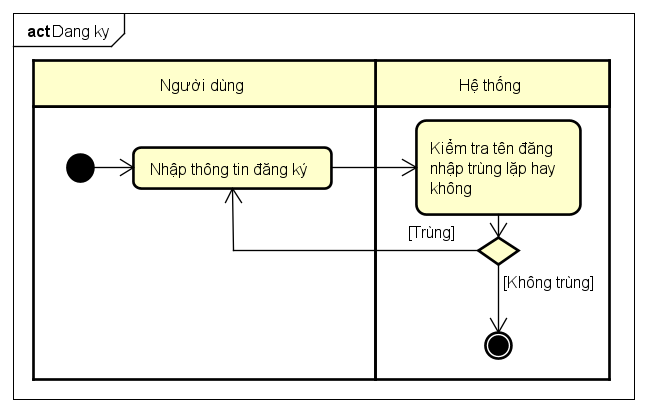 act Dang ky
Người dùng
Hệ thống
Nhập thông tin đăng ký
Kiểm tra tên đăng
nhập trùng lặp hay
không
[Trùng]
[Không trùng]